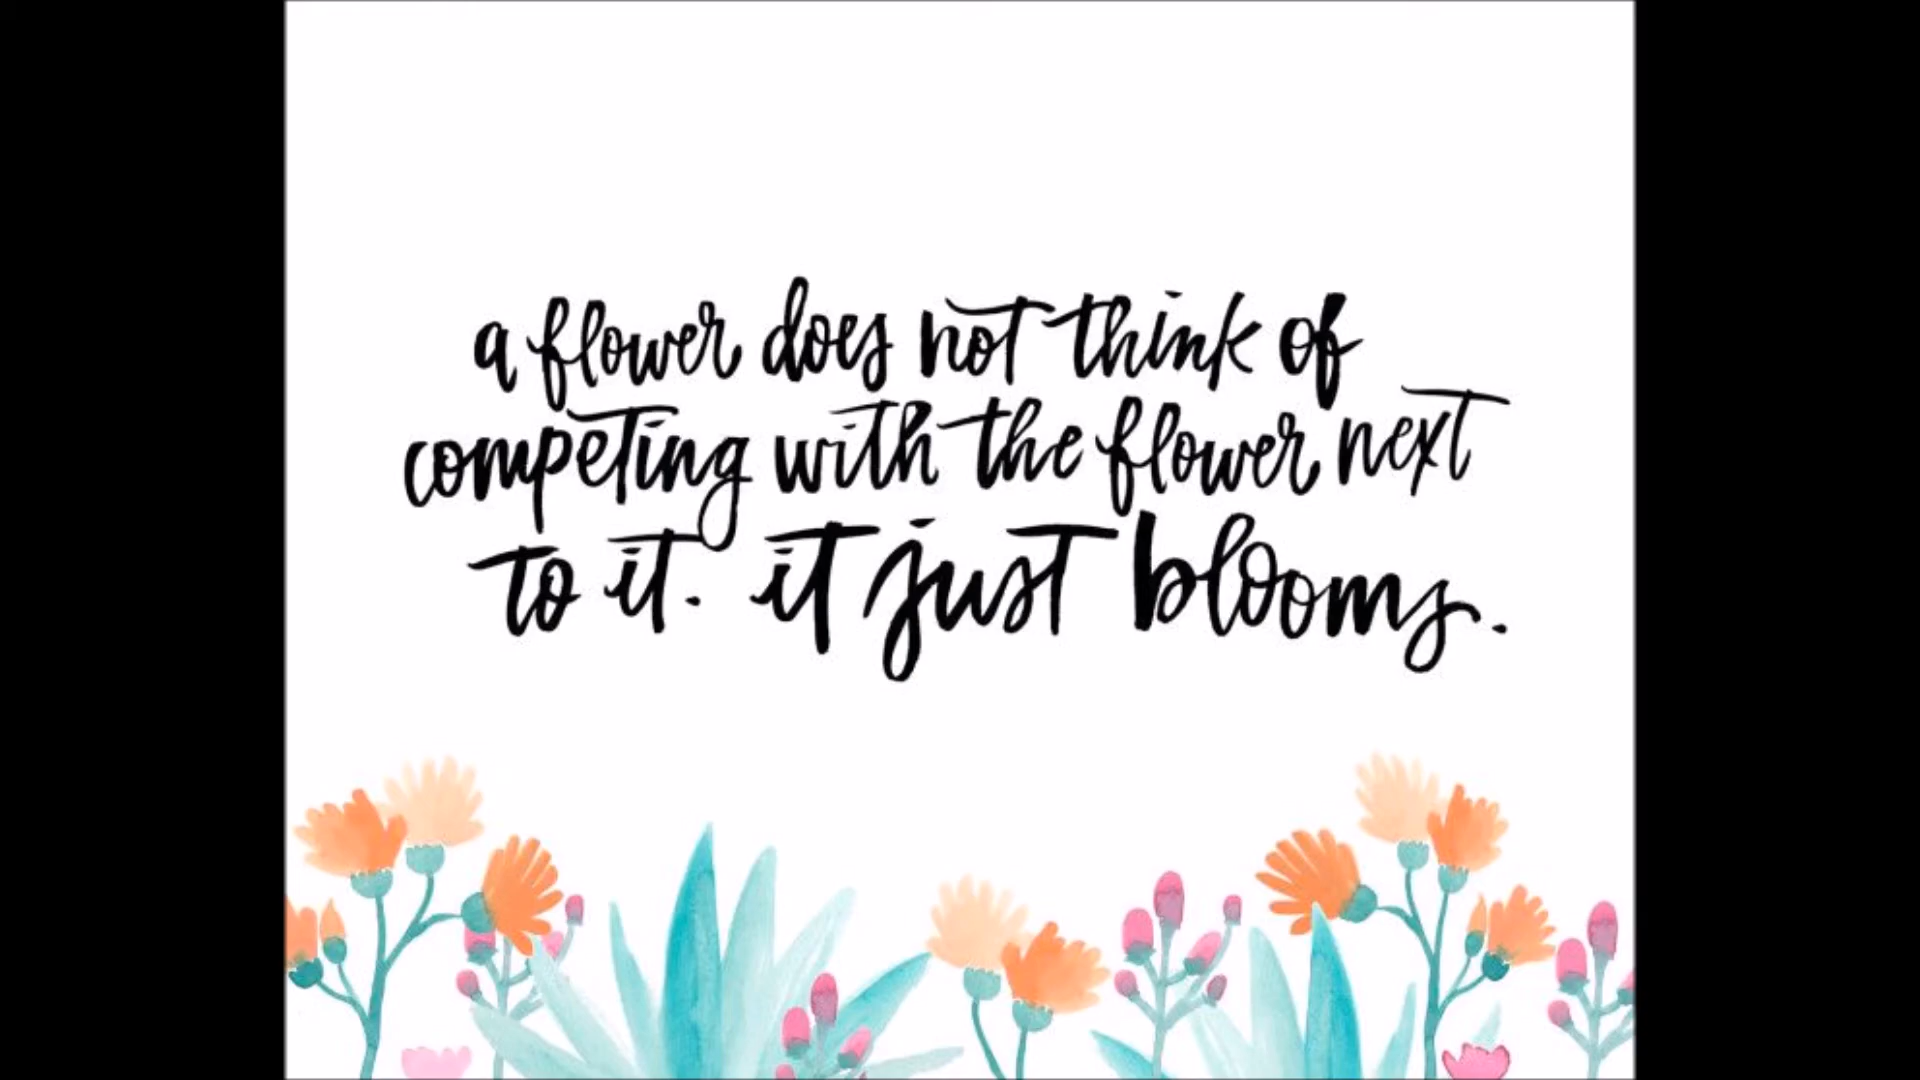 a flower does not think of
competing with the flower next
to it. it just blooms.